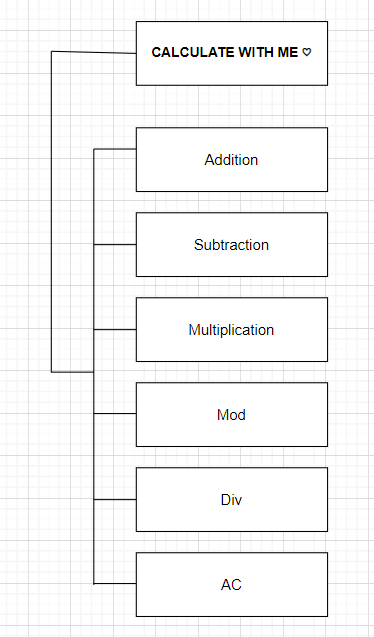 CALCULATE WITH ME ♡
Addition
Subtraction
Multiplication
Mod
Div
AC